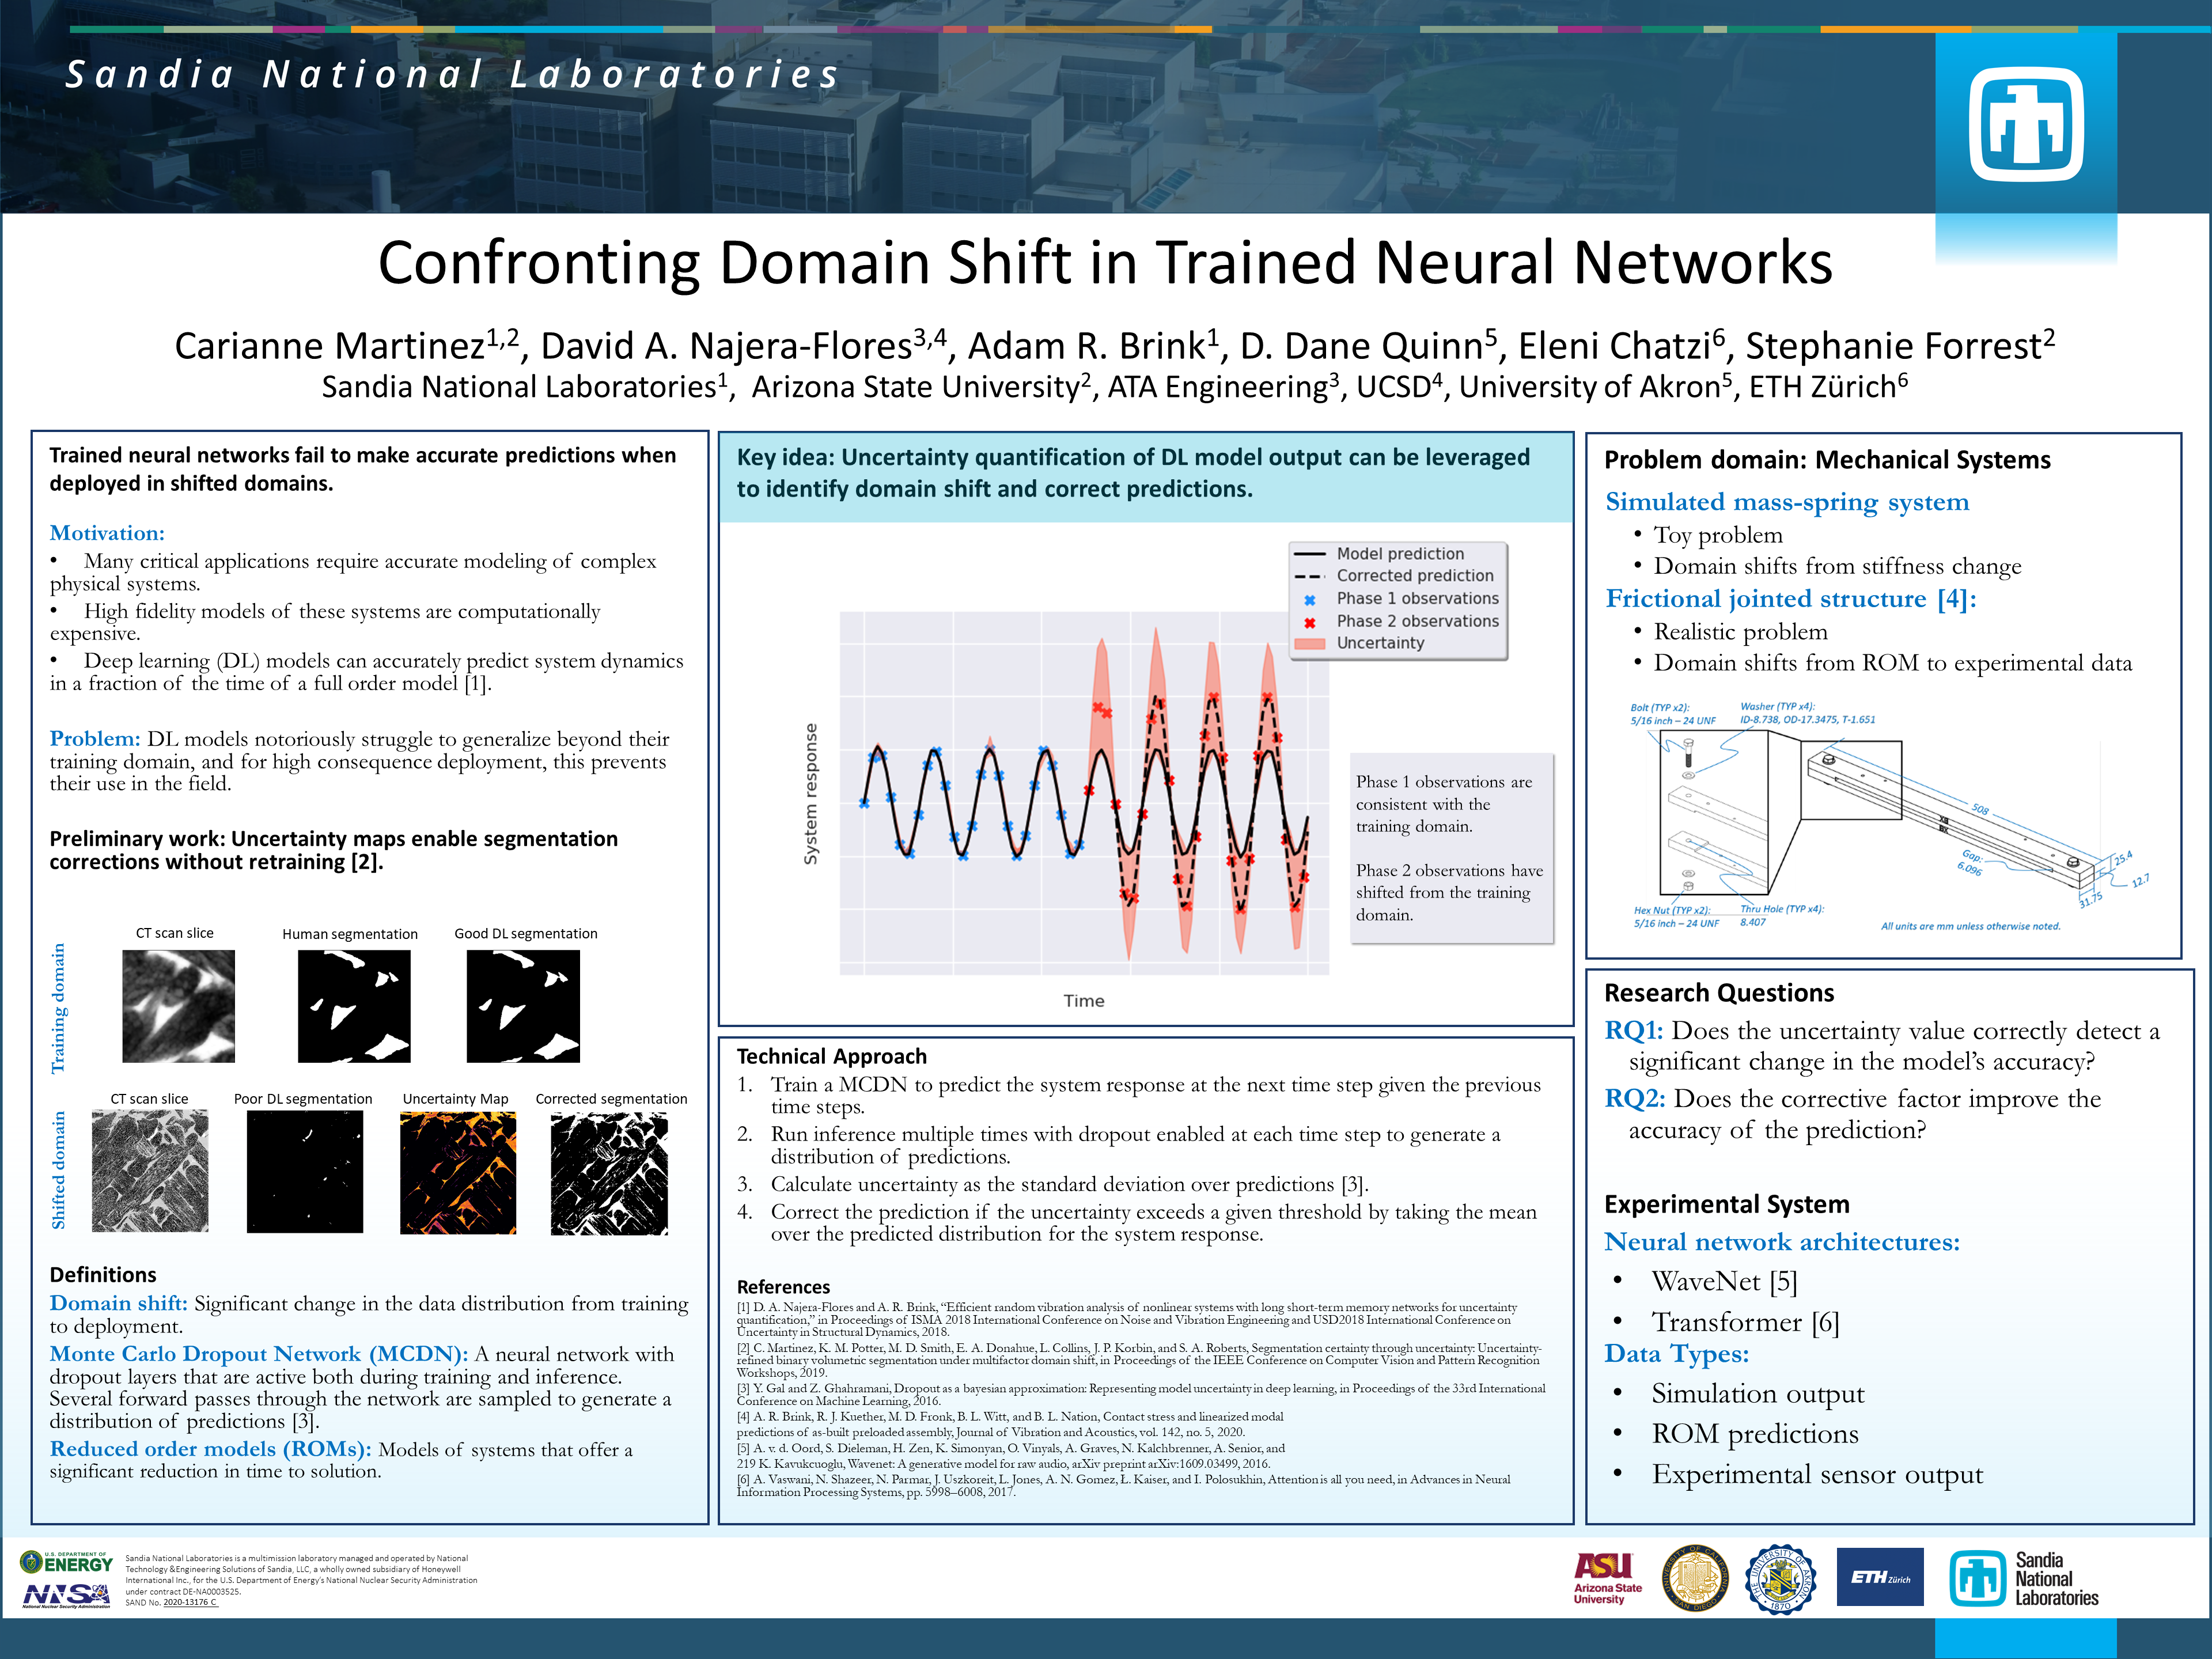 Sandia National Laboratories
Confronting Domain Shift in Trained Neural Networks
Carianne Martinez1,2, David A. Najera-Flores3,4, Adam R. Brink1, D. Dane Quinn5, Eleni Chatzi6, Stephanie Forrest2
Sandia National Laboratories1, Arizona State University2, ATA Engineering3, UCSD4, University of Akron5, ETH Zürich6
Trained neural networks fail to make accurate predictions when
deployed in shifted domains.
Motivation:
• Many critical applications require accurate modeling of complex
physical systems.
• High fidelity models of these systems are computationally
expensive.
• Deep learning (DL) models can accurately predict system dynamics
in a fraction of the time of a full order model [1].
Problem: DL models notoriously struggle to generalize beyond their
training domain, and for high consequence deployment, this prevents
their use in the field.
Preliminary work: Uncertainty maps enable segmentation
corrections without retraining [2].
Training domain
CT scan slice
Human segmentation
Good DL segmentation
Shifted domain
CT scan slice
Poor DL segmentation
Uncertainty Map
Corrected segmentation
Definitions
Domain shift: Significant change in the data distribution from training
to deployment.
Monte Carlo Dropout Network (MCDN): A neural network with
dropout layers that are active both during training and inference.
Several forward passes through the network are sampled to generate a
distribution of predictions [3].
Reduced order models (ROMs): Models of systems that offer a
significant reduction in time to solution.
Key idea: Uncertainty quantification of DL model output can be leveraged
to identify domain shift and correct predictions.
Model prediction
Corrected prediction
Phase 1 observations
Phase 2 observations
Uncertainty
System response
Time
Phase 1 observations are
consistent with the
training domain.
Phase 2 observations have
shifted from the training
domain.
Technical Approach
1. Train a MCDN to predict the system response at the next time step given the previous
time steps.
2. Run inference multiple times with dropout enabled at each time step to generate a
distribution of predictions.
3. Calculate uncertainty as the standard deviation over predictions [3].
4. Correct the prediction if the uncertainty exceeds a given threshold by taking the mean
over the predicted distribution for the system response.
References
[1] D. A. Najera-Flores and A. R. Brink, “Efficient random vibration analysis of nonlinear systems with long short-term memory networks for uncertainty
quantification,” in Proceedings of ISMA 2018 International Conference on Noise and Vibration Engineering and USD2018 International Conference on
Uncertainty in Structural Dynamics, 2018.
[2] C. Martinez, K. M. Potter, M. D. Smith, E. A. Donahue, L. Collins, J. P. Korbin, and S. A. Roberts, Segmentation certainty through uncertainty: Uncertainty-
refined binary volumetric segmentation under multifactor domain shift, in Proceedings of the IEEE Conference on Computer Vision and Pattern Recognition
Workshops, 2019.
[3] Y. Gal and Z. Ghahramani, Dropout as a bayesian approximation: Representing model uncertainty in deep learning, in Proceedings of the 33rd International
Conference on Machine Learning, 2016.
[4] A. R. Brink, R. J. Kuether, M. D. Fronk, B. L. Witt, and B. L. Nation, Contact stress and linearized modal
predictions of as-built preloaded assembly, Journal of Vibration and Acoustics, vol. 142, no. 5, 2020.
[5] A. v. d. Oord, S. Dieleman, H. Zen, K. Simonyan, O. Vinyals, A. Graves, N. Kalchbrenner, A. Senior, and
219 K. Kavukcuoglu, Wavenet: A generative model for raw audio, arXiv preprint arXiv:1609.03499, 2016.
[6] A. Vaswani, N. Shazeer, N. Parmar, J. Uszkoreit, L. Jones, A. N. Gomez, Ł. Kaiser, and I. Polosukhin, Attention is all you need, in Advances in Neural
Information Processing Systems, pp. 5998–6008, 2017.
Problem domain: Mechanical Systems
Simulated mass-spring system
• Toy problem
• Domain shifts from stiffness change
Frictional jointed structure [4]:
• Realistic problem
• Domain shifts from ROM to experimental data
Bolt (TYP x2):
5/16 inch – 24 UNF
Washer (TYP x4):
ID-8.738, OD-17.3475, T-1.651
508
Gap:
6.096
25.4
12.7
31.75
Hex Nut (TYP x2):
5/16 inch – 24 UNF
Thru Hole (TYP x4):
8.407
All units are mm unless otherwise noted.
Research Questions
RQ1: Does the uncertainty value correctly detect a
significant change in the model’s accuracy?
RQ2: Does the corrective factor improve the
accuracy of the prediction?
Experimental System
Neural network architectures:
• WaveNet [5]
• Transformer [6]
Data Types:
• Simulation output
• ROM predictions
• Experimental sensor output
U.S. DEPARTMENT OF
ENERGY
NNSA
National Nuclear Security Administration
Sandia National Laboratories is a multimission laboratory managed and operated by National
Technology &Engineering Solutions of Sandia, LLC, a wholly owned subsidiary of Honeywell
International Inc., for the U.S. Department of Energy’s National Nuclear Security Administration
under contract DE-NA0003525.
SAND No. 2020-13176 C
ASU
Arizona State
University
UNIVERSITY OF CALIFORNIA
SAN DIEGO
THE UNIVERSITY OF AKRON
1870
ETH Zürich
Sandia
National
Laboratories